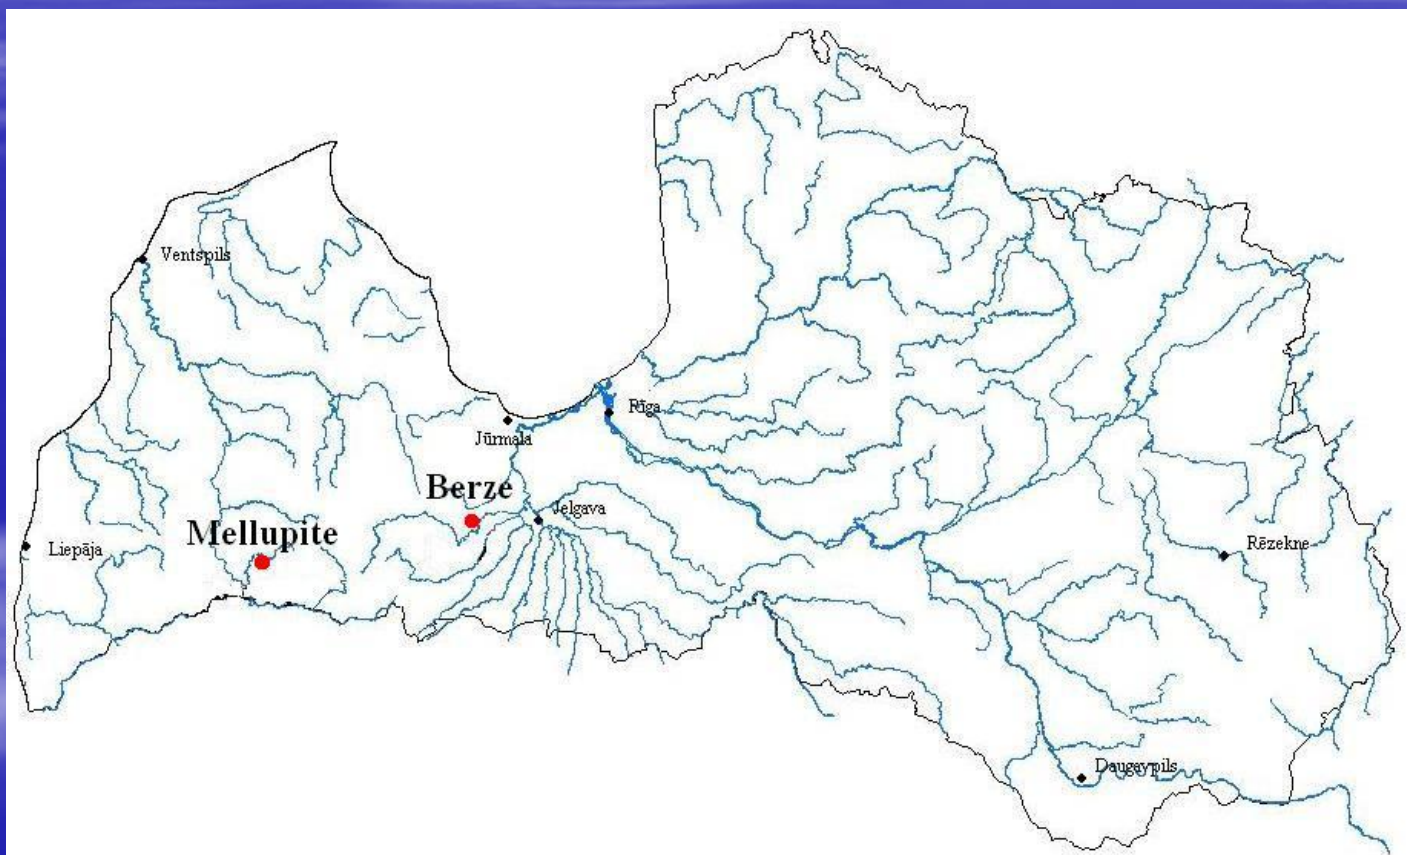 Ventspils
Rīga
Jūrmala
Berze
Jelgava
Mellupite
Liepāja
Rēzekne
Daugavpils